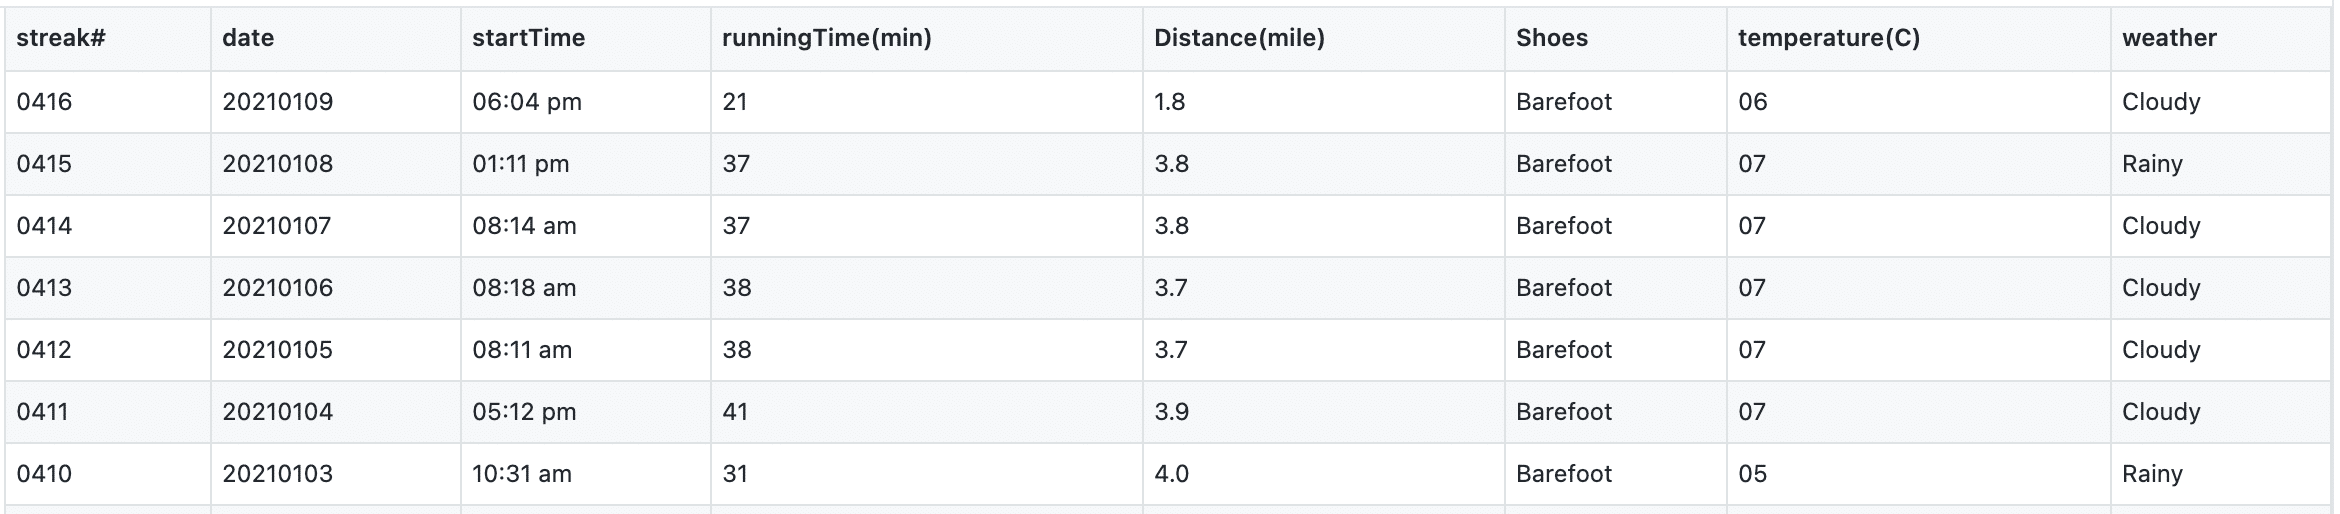 streak# date startTime runningTime(min) Distance(mile) Shoes temperature(C) weather
0416 20210109 06:04 pm 21 1.8 Barefoot 06 Cloudy
0415 20210108 01:11 pm 37 3.8 Barefoot 07 Rainy
0414 20210107 08:14 am 37 3.8 Barefoot 07 Cloudy
0413 20210106 08:18 am 38 3.7 Barefoot 07 Cloudy
0412 20210105 08:11 am 38 3.7 Barefoot 07 Cloudy
0411 20210104 05:12 pm 41 3.9 Barefoot 07 Cloudy
0410 20210103 10:31 am 31 4.0 Barefoot 05 Rainy